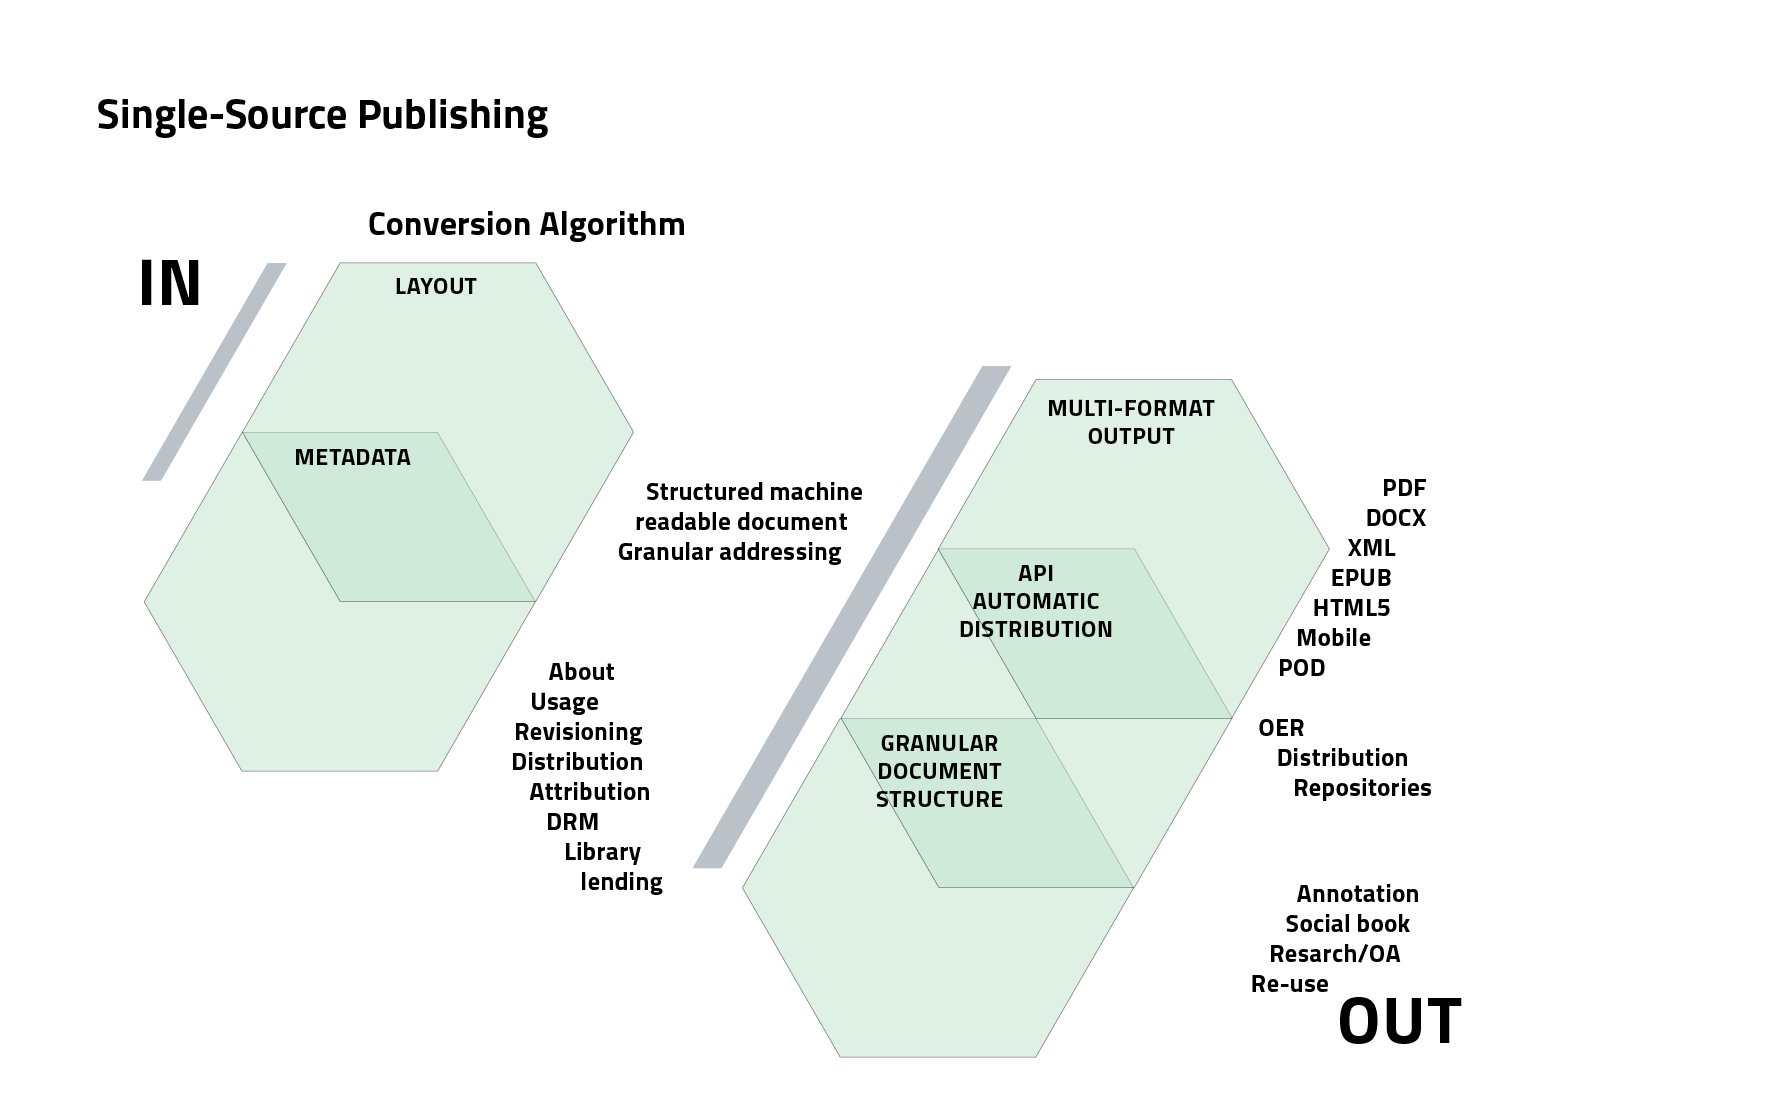 Single-Source Publishing
Conversion Algorithm
IN
LAYOUT
METADATA
Structured machine
readable document
Granular addressing
About
Usage
Revisioning
Distribution
Attribution
DRM
Library
lending
MULTI-FORMAT
OUTPUT
API
AUTOMATIC
DISTRIBUTION
GRANULAR
DOCUMENT
STRUCTURE
PDF
DOCX
XML
EPUB
HTML5
Mobile
POD
OER
Distribution
Repositories
Annotation
Social book
Resarch/OA
Re-use
OUT